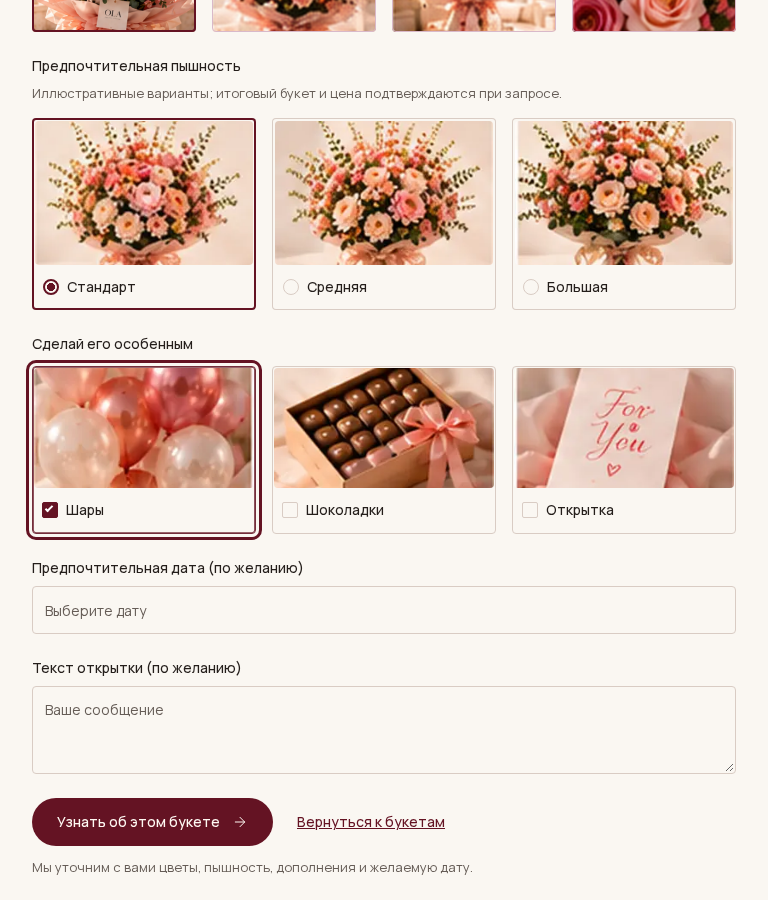 OLA
Предпочтительная пышность
Иллюстративные варианты; итоговый букет и цена подтверждаются при запросе.
Стандарт
Средняя
Большая
Сделай его особенным
For
You
Шары
Шоколадки
Открытка
Предпочтительная дата (по желанию)
Выберите дату
Текст открытки (по желанию)
Ваше сообщение
Узнать об этом букете →
Вернуться к букетам
Мы уточним с вами цветы, пышность, дополнения и желаемую дату.